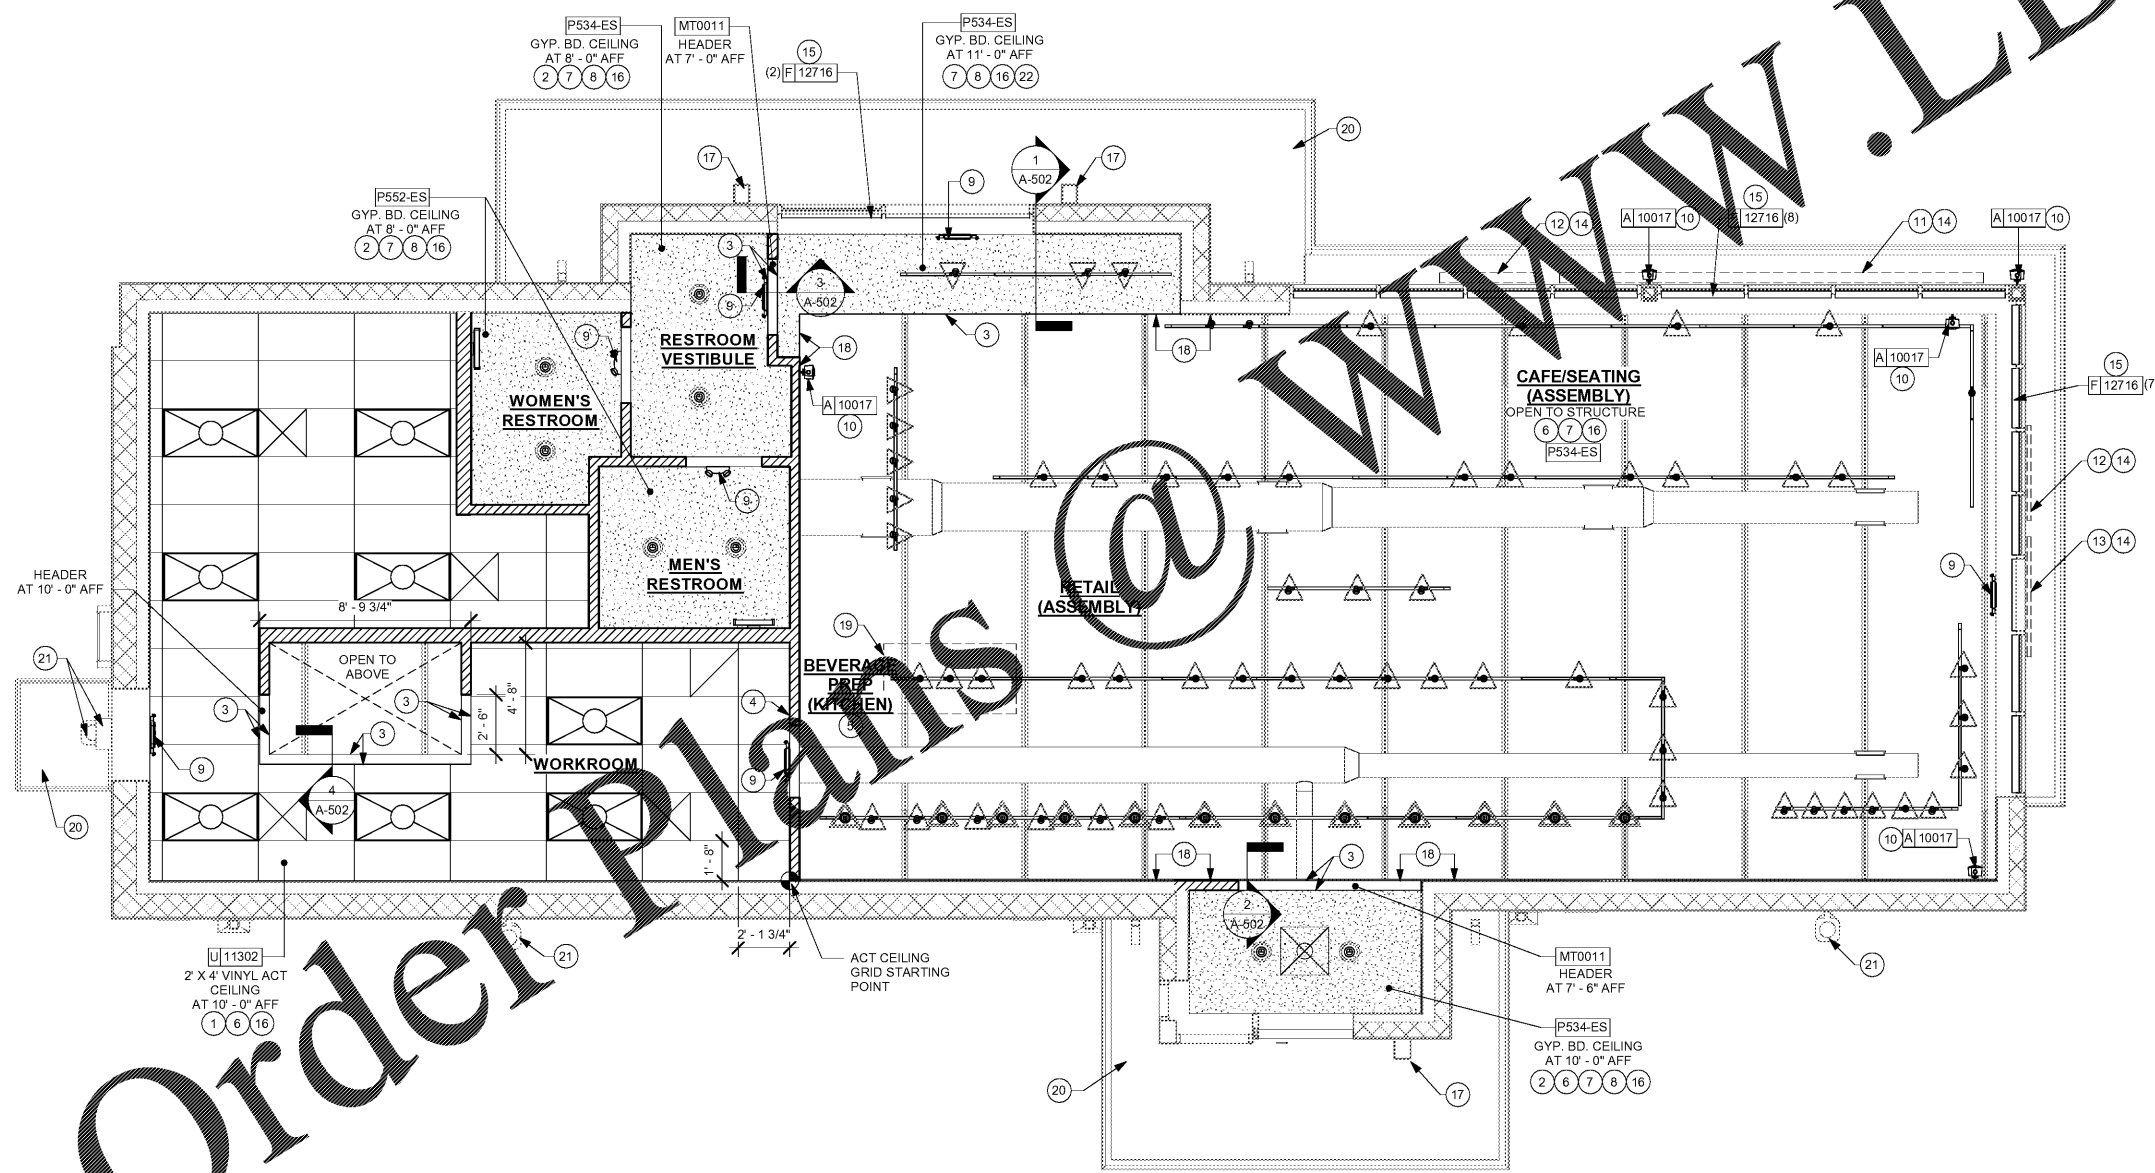 P534-ES
GYP. BD. CEILING
AT 8' - 0" AFF
2 7 8 16
MT0011
HEADER
AT 7' - 0" AFF
15
(2) F 12716
P534-ES
GYP. BD. CEILING
AT 11' - 0" AFF
7 8 16 22
20
17
1
A-502
17
9
P552-ES
GYP. BD. CEILING
AT 8' - 0" AFF
2 7 8 16
3
9
3
A-502
12 14
A 10017 10
15
12716 (8)
11 14
A 10017 10
9
RESTROOM
VESTIBULE
18
3
18
A 10017
10
A 10017
10
15
F 12716 (7
WOMEN'S
RESTROOM
CAFE/SEATING
(ASSEMBLY)
OPEN TO STRUCTURE
6 7 16
P534-ES
9
12 14
13 14
MEN'S
RESTROOM
RETAIL
(ASSEMBLY)
9
HEADER
AT 10' - 0" AFF
8' - 9 3/4"
19
21
OPEN TO
ABOVE
BEVERAGE
PREP
(KITCHEN)
5
3
3
3
2' - 6"
4' - 8"
4
9
9
WORKROOM
4
A-502
20
1' - 8"
10 A 10017
18
3
18
2' - 1 3/4"
2
A-502
U 11302
2' X 4' VINYL ACT
CEILING
AT 10' - 0" AFF
1 6 16
21
ACT CEILING
GRID STARTING
POINT
MT0011
HEADER
AT 7' - 6" AFF
21
P534-ES
GYP. BD. CEILING
AT 10' - 0" AFF
2 6 7 8 16
20
17
Order Plans @ www.